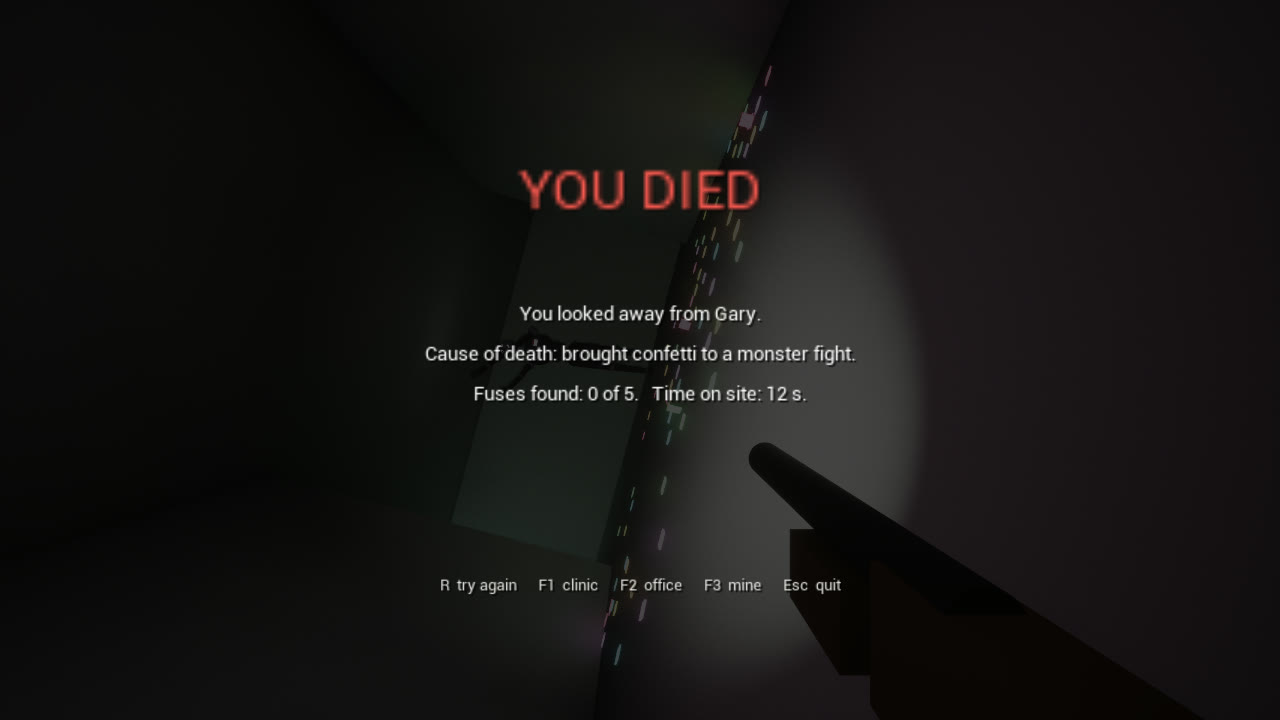 YOU DIED
You looked away from Gary.
Cause of death: brought confetti to a monster fight.
Fuses found: 0 of 5. Time on site: 12 s.
R try again F1 clinic F2 office F3 mine Esc quit